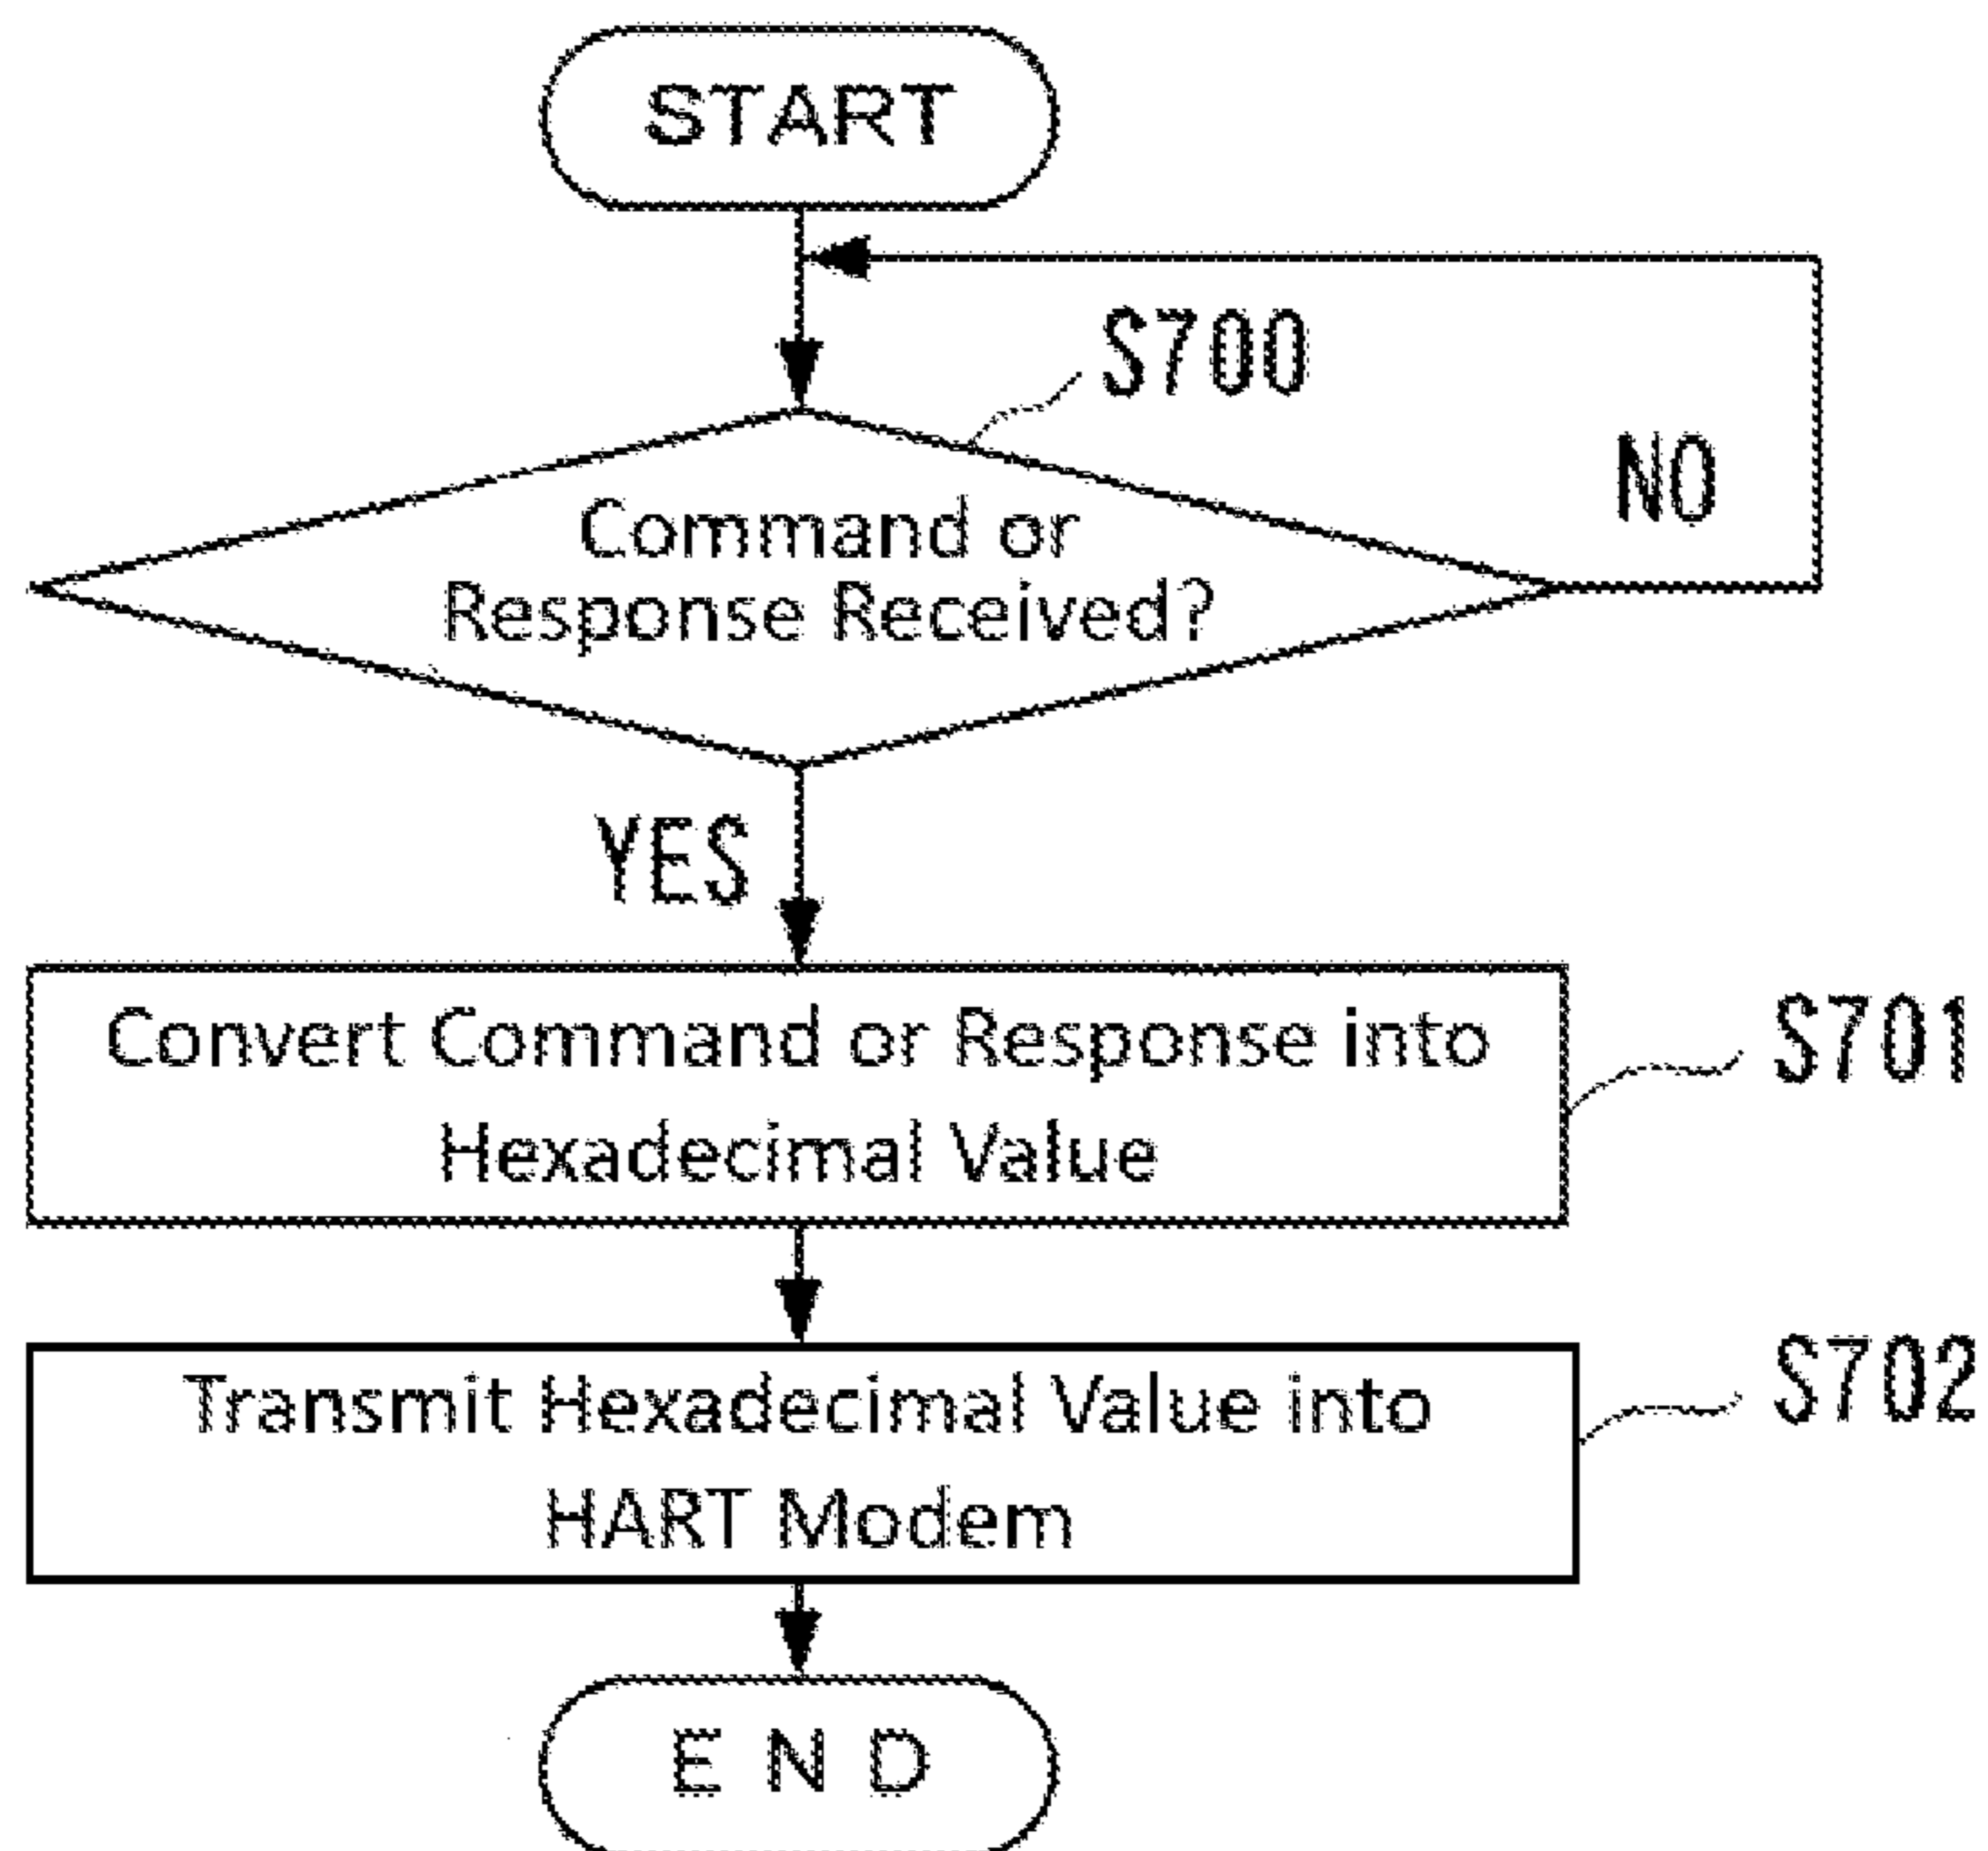 START
S700
NO
Command or
Response Received?
YES
Convert Command or Response into
Hexadecimal Value
S701
Transmit Hexadecimal Value into
HART Modem
S702
E N D